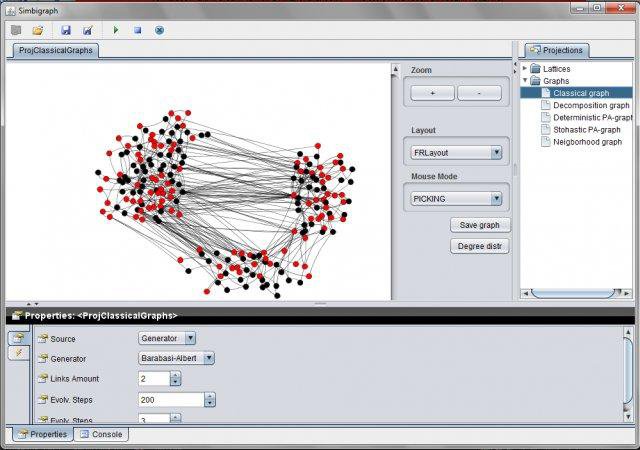 Simbigraph
ProjClassicalGraphs
Zoom
+ -
Layout
FRLayout
Mouse Mode
PICKING
Save graph
Degree distr
Projections
Lattices
Graphs
Classical graph
Decomposition graph
Deterministic PA-graph
Stohastic PA-graph
Neigborhood graph
Properties: <ProjClassicalGraphs>
Source Generator
Generator Barabasi-Albert
Links Amount 2
Evolv. Steps 200
Evolv. Steps 3
Properties Console